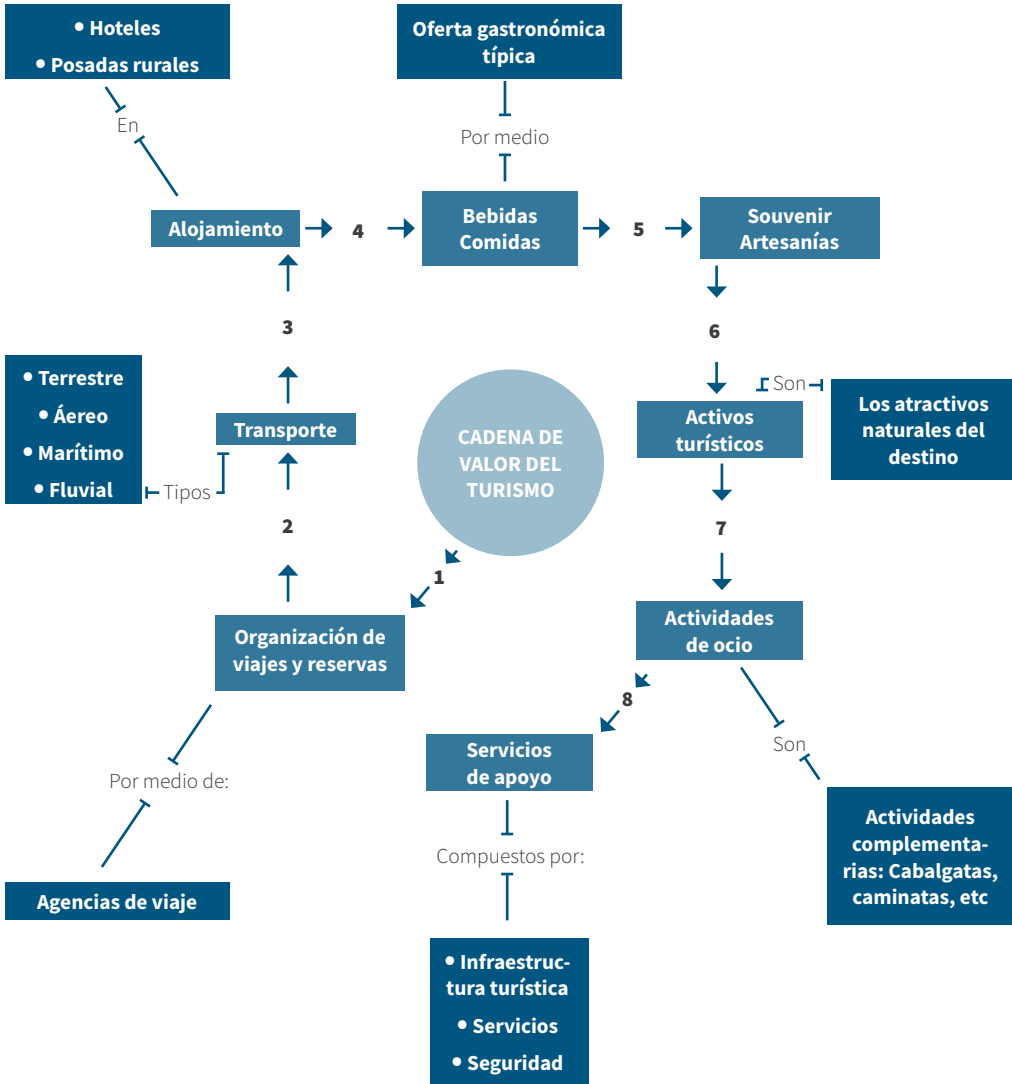 • Hoteles
• Posadas rurales
Oferta gastronómica
típica
En
Por medio
Alojamiento
4
Bebidas
Comidas
5
Souvenir
Artesanías
3
6
• Terrestre
• Áereo
• Marítimo
• Fluvial
Tipos
Transporte
CADENA DE
VALOR DEL
TURISMO
Son
Activos
turísticos
Los atractivos
naturales del
destino
2
7
1
Organización de
viajes y reservas
Actividades
de ocio
8
Por medio de:
Servicios
de apoyo
Son
Agencias de viaje
Compuestos por:
Actividades
complementa-
rias: Cabalgatas,
caminatas, etc
• Infraestruc-
tura turística
• Servicios
• Seguridad